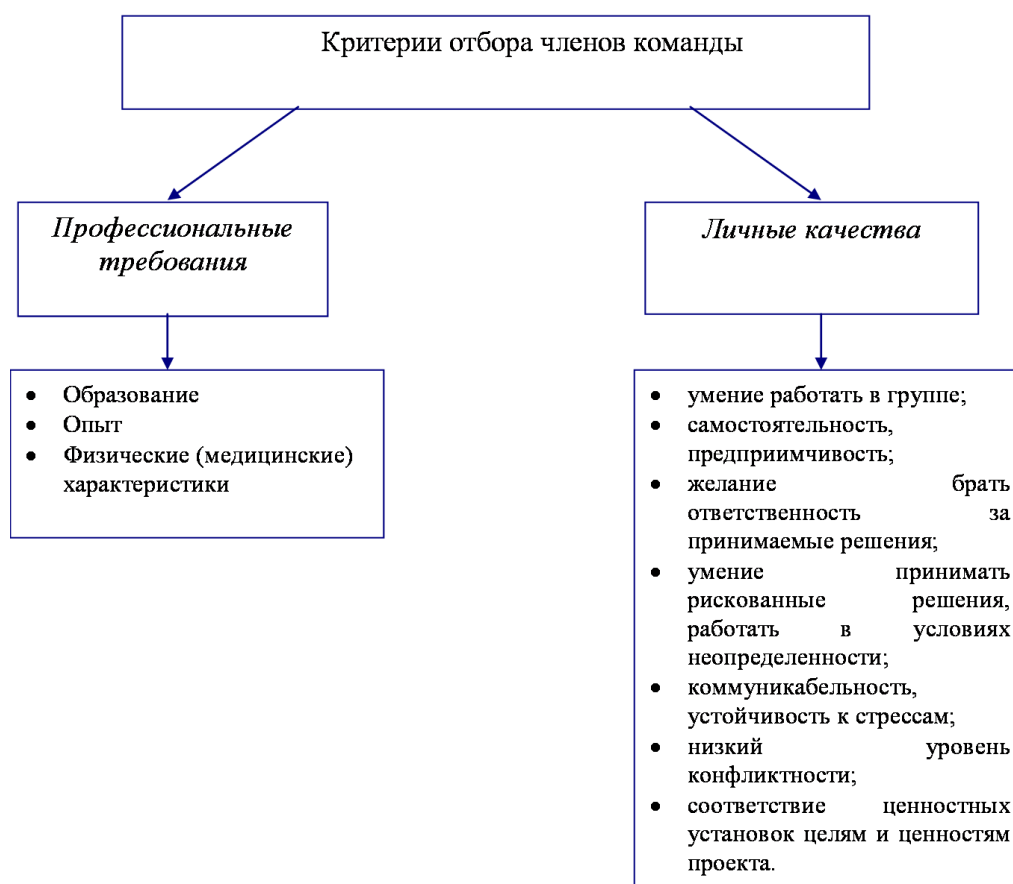 Критерии отбора членов команды
Профессиональные
требования
Личные качества
• Образование
• Опыт
• Физические (медицинские)
характеристики
• умение работать в группе;
• самостоятельность,
предприимчивость;
• желание брать
ответственность за
принимаемые решения;
• умение принимать
рискованные решения,
работать в условиях
неопределенности;
• коммуникабельность,
устойчивость к стрессам;
• низкий уровень
конфликтности;
• соответствие ценностных
установок целям и ценностям
проекта.